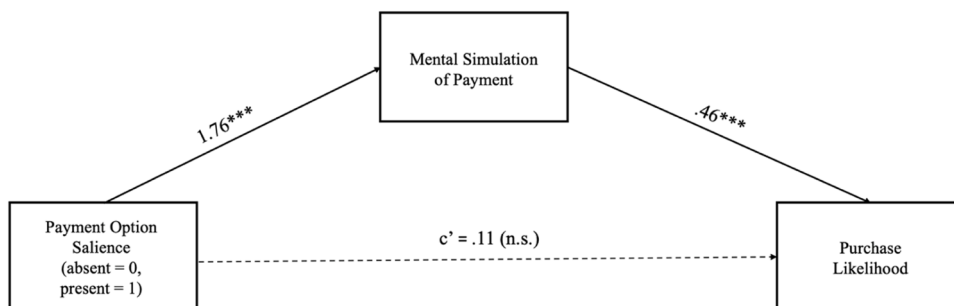 Mental Simulation
of Payment
1.76***
.46***
Payment Option
Salience
(absent = 0,
present = 1)
c’ = .11 (n.s.)
Purchase
Likelihood